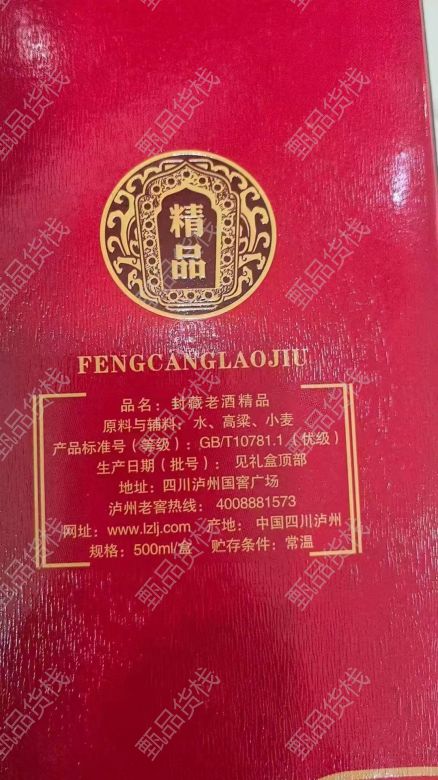 精
品
FENGCANGLAOJIU
品名：封藏老酒精品
原料与辅料：水、高粱、小麦
产品标准号（等级）：GB/T10781.1（优级）
生产日期（批号）：见礼盒顶部
地址：四川泸州国窖广场
泸州老窖热线：4008881573
网址：www.lzlj.com 产地：中国四川泸州
规格：500ml/盒 贮存条件：常温
甄品货栈